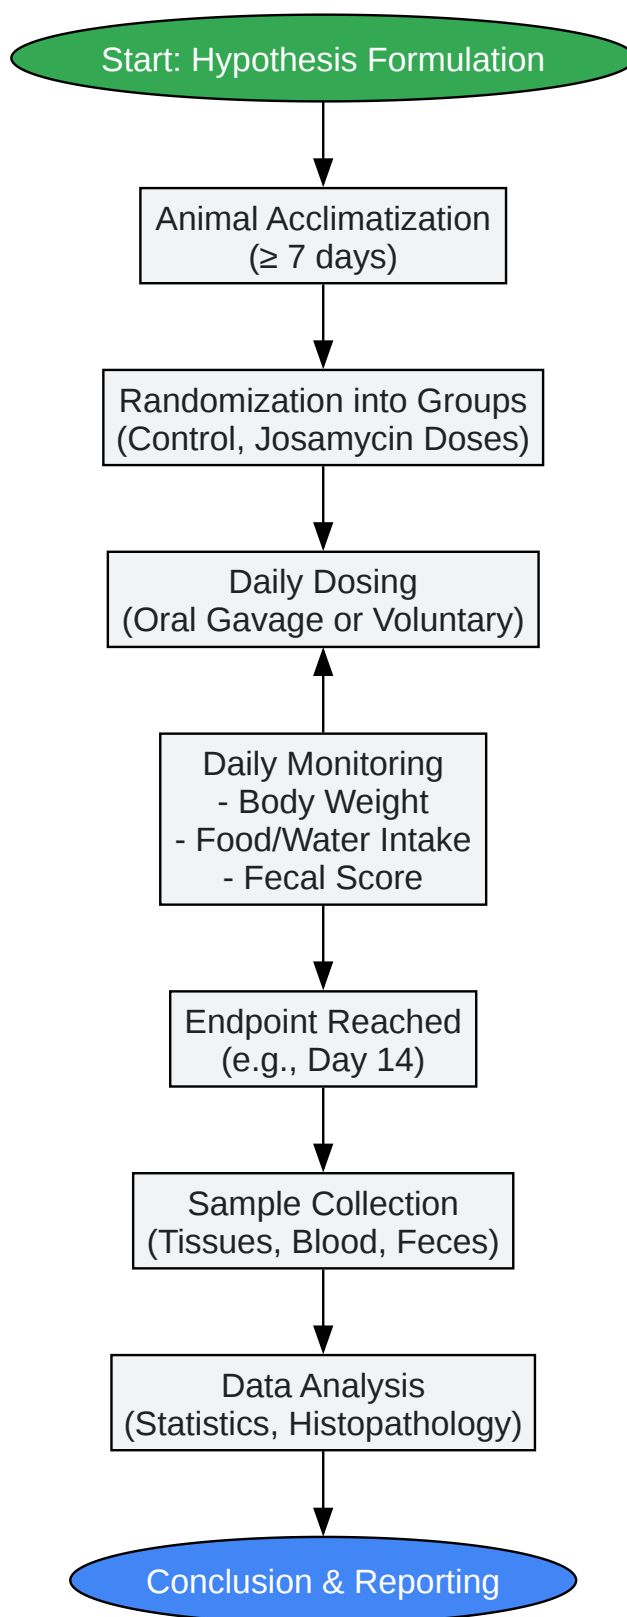 Start: Hypothesis Formulation
Animal Acclimatization
(≥ 7 days)
Randomization into Groups
(Control, Josamycin Doses)
Daily Dosing
(Oral Gavage or Voluntary)
Daily Monitoring
- Body Weight
- Food/Water Intake
- Fecal Score
Endpoint Reached
(e.g., Day 14)
Sample Collection
(Tissues, Blood, Feces)
Data Analysis
(Statistics, Histopathology)
Conclusion & Reporting